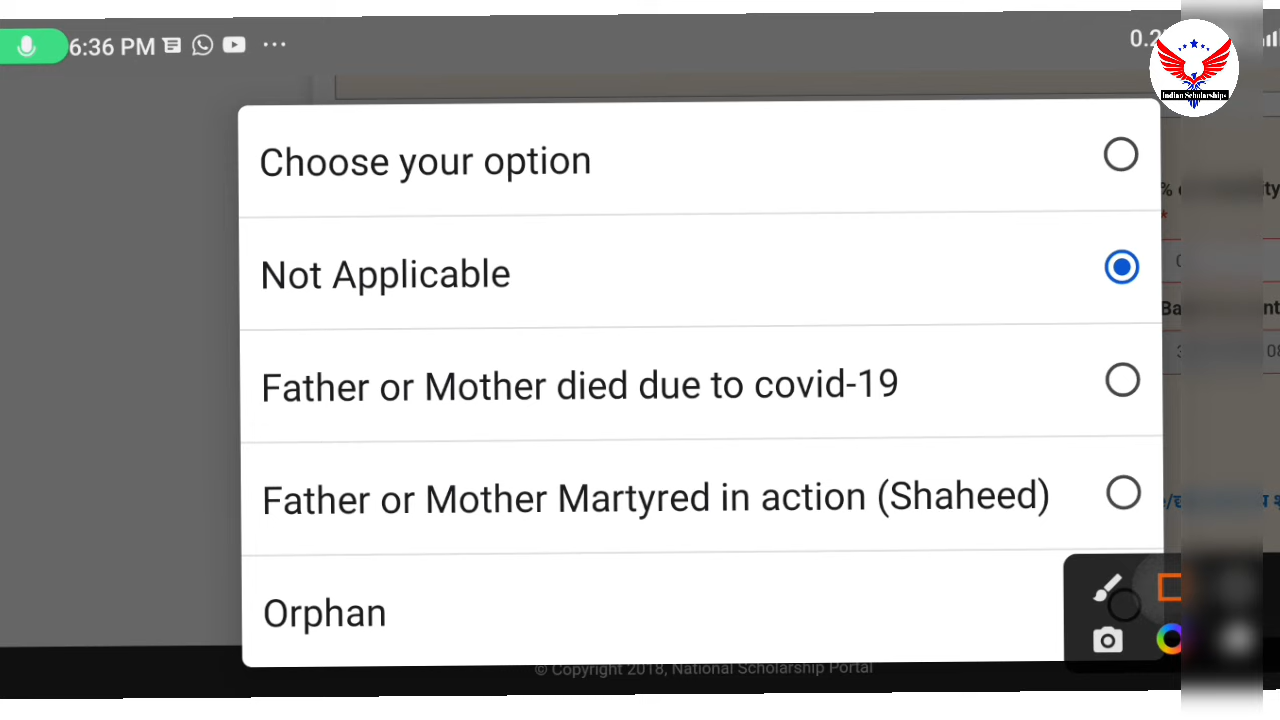 6:36 PM
Indian Scholarships
Choose your option
Not Applicable
Father or Mother died due to covid-19
Father or Mother Martyred in action (Shaheed)
Orphan
© Copyright 2018, National Scholarship Portal